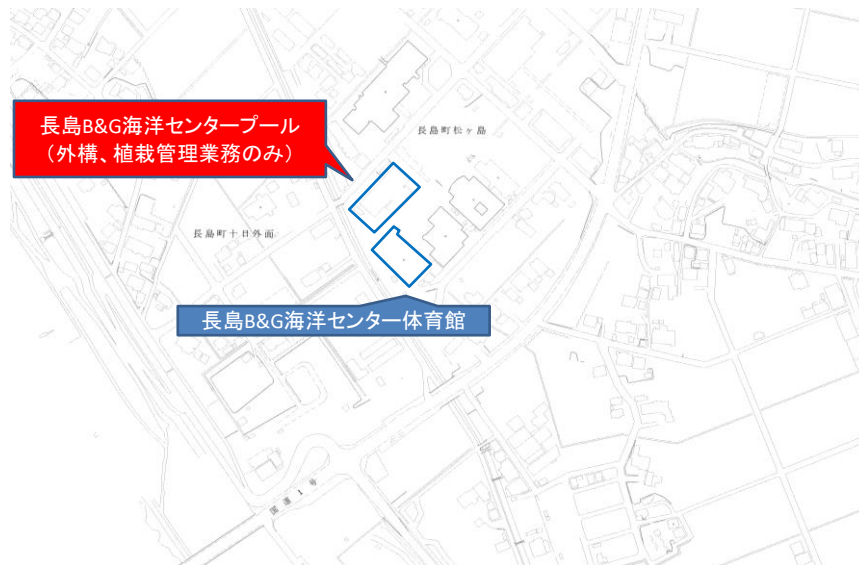 長島B&G海洋センタープール
（外構、植栽管理業務のみ）
長島町松ヶ島
長島町十日外面
長島B&G海洋センター体育館
国道1号